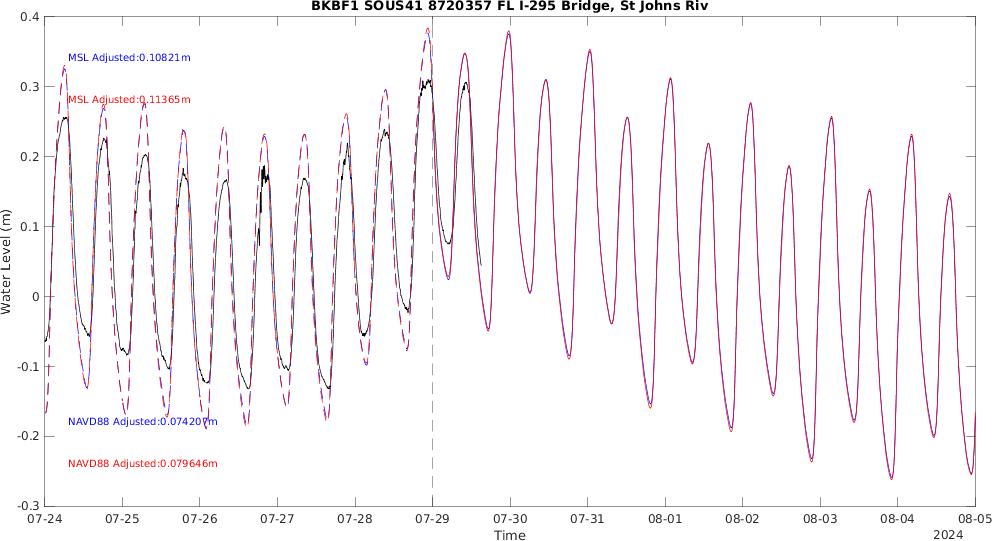 BKBF1 SOUS41 8720357 FL I-295 Bridge, St Johns Riv
0.4
MSL Adjusted:0.10821m
0.3
MSL Adjusted:0.11365m
0.2
0.1
Water Level (m)
0
-0.1
NAVD88 Adjusted:0.074207m
-0.2
NAVD88 Adjusted:0.079646m
-0.3
07-24 07-25 07-26 07-27 07-28 07-29 07-30 07-31 08-01 08-02 08-03 08-04 08-05
Time
2024